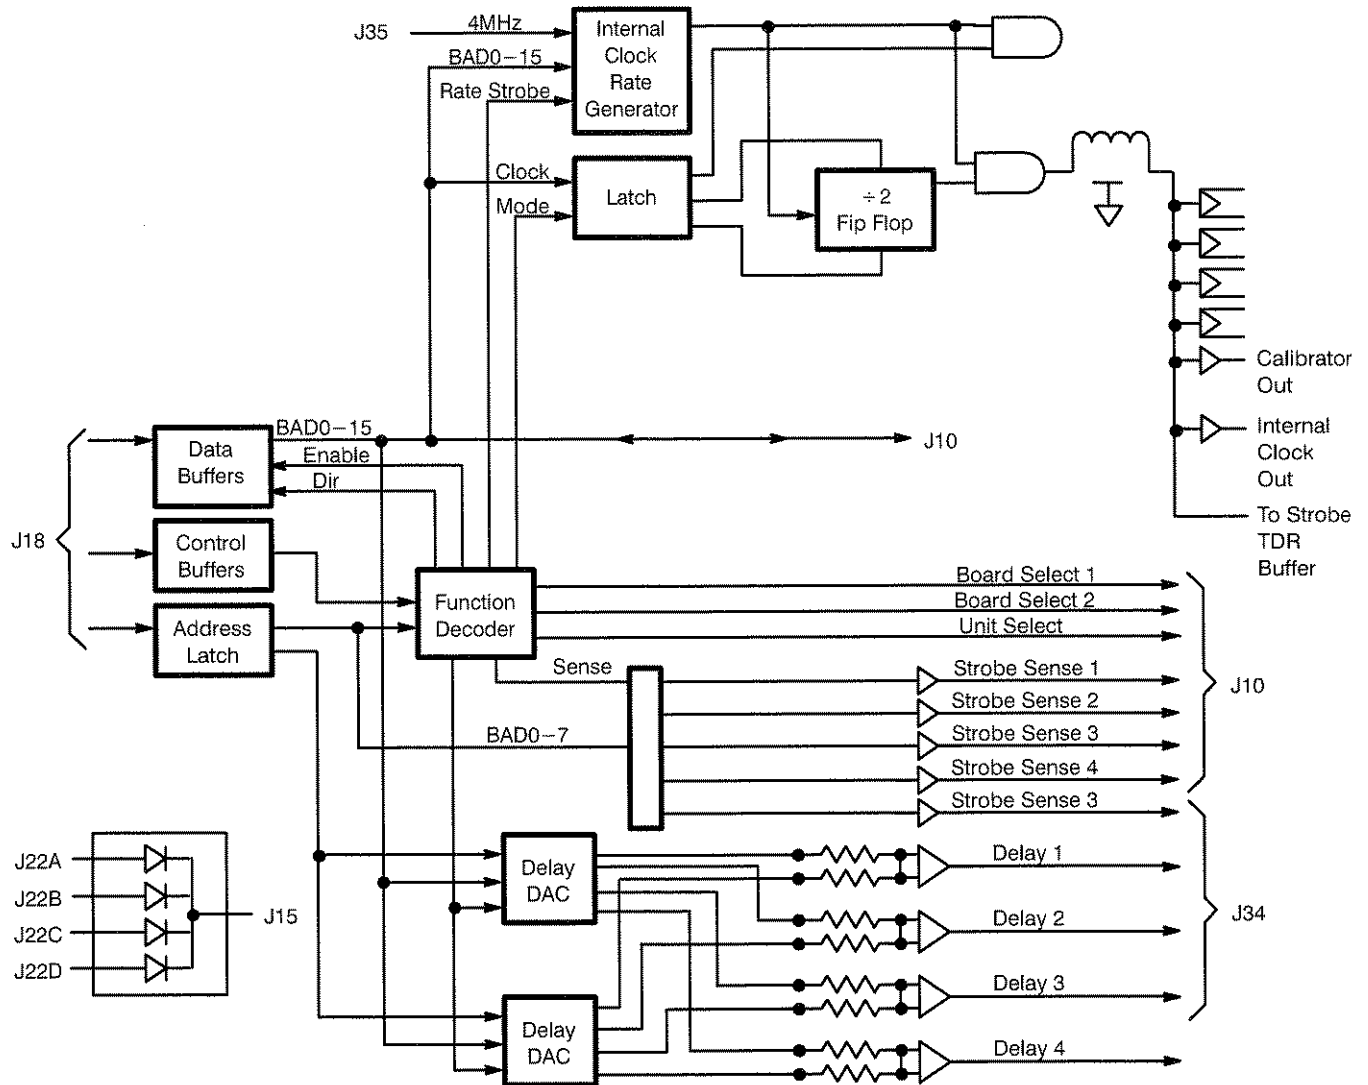 J35
4MHz
BAD0-15
Rate Strobe
Internal
Clock
Rate
Generator
Clock
Mode
Latch
÷2
Fip Flop
Calibrator
Out
Internal
Clock
Out
To Strobe
TDR
Buffer
J18
Data
Buffers
BAD0-15
Enable
Dir
J10
Control
Buffers
Address
Latch
Function
Decoder
Board Select 1
Board Select 2
Unit Select
Sense
BAD0-7
Strobe Sense 1
Strobe Sense 2
Strobe Sense 3
Strobe Sense 4
Strobe Sense 3
J10
J22A
J22B
J22C
J22D
J15
Delay
DAC
Delay
DAC
Delay 1
Delay 2
Delay 3
Delay 4
J34